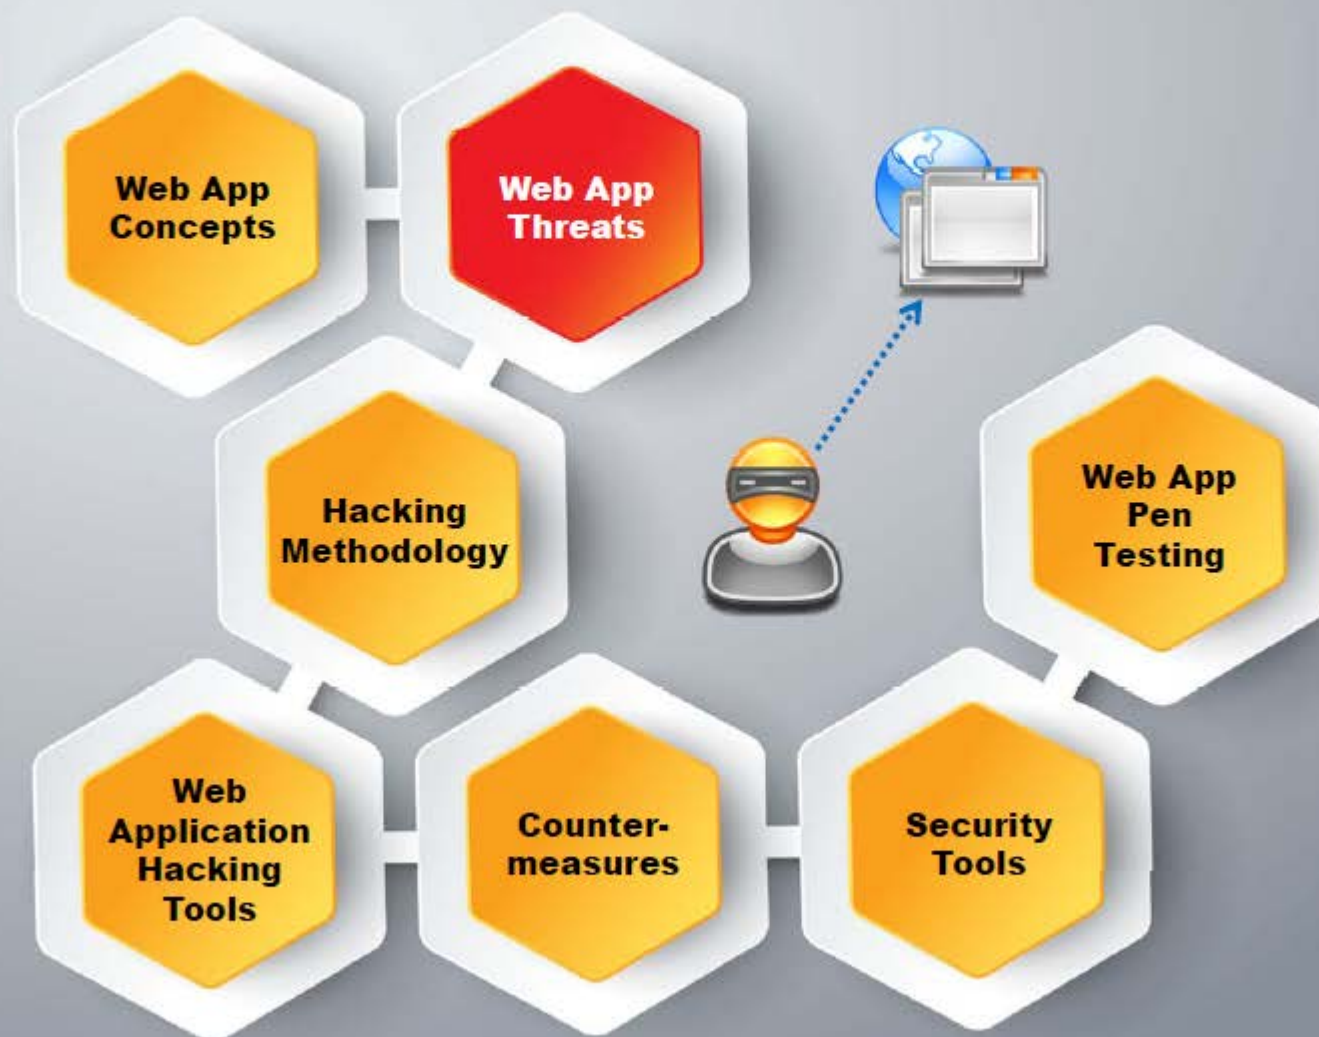 Web App
Concepts
Web App
Threats
Hacking
Methodology
Web App
Pen
Testing
Web
Application
Hacking
Tools
Counter-
measures
Security
Tools